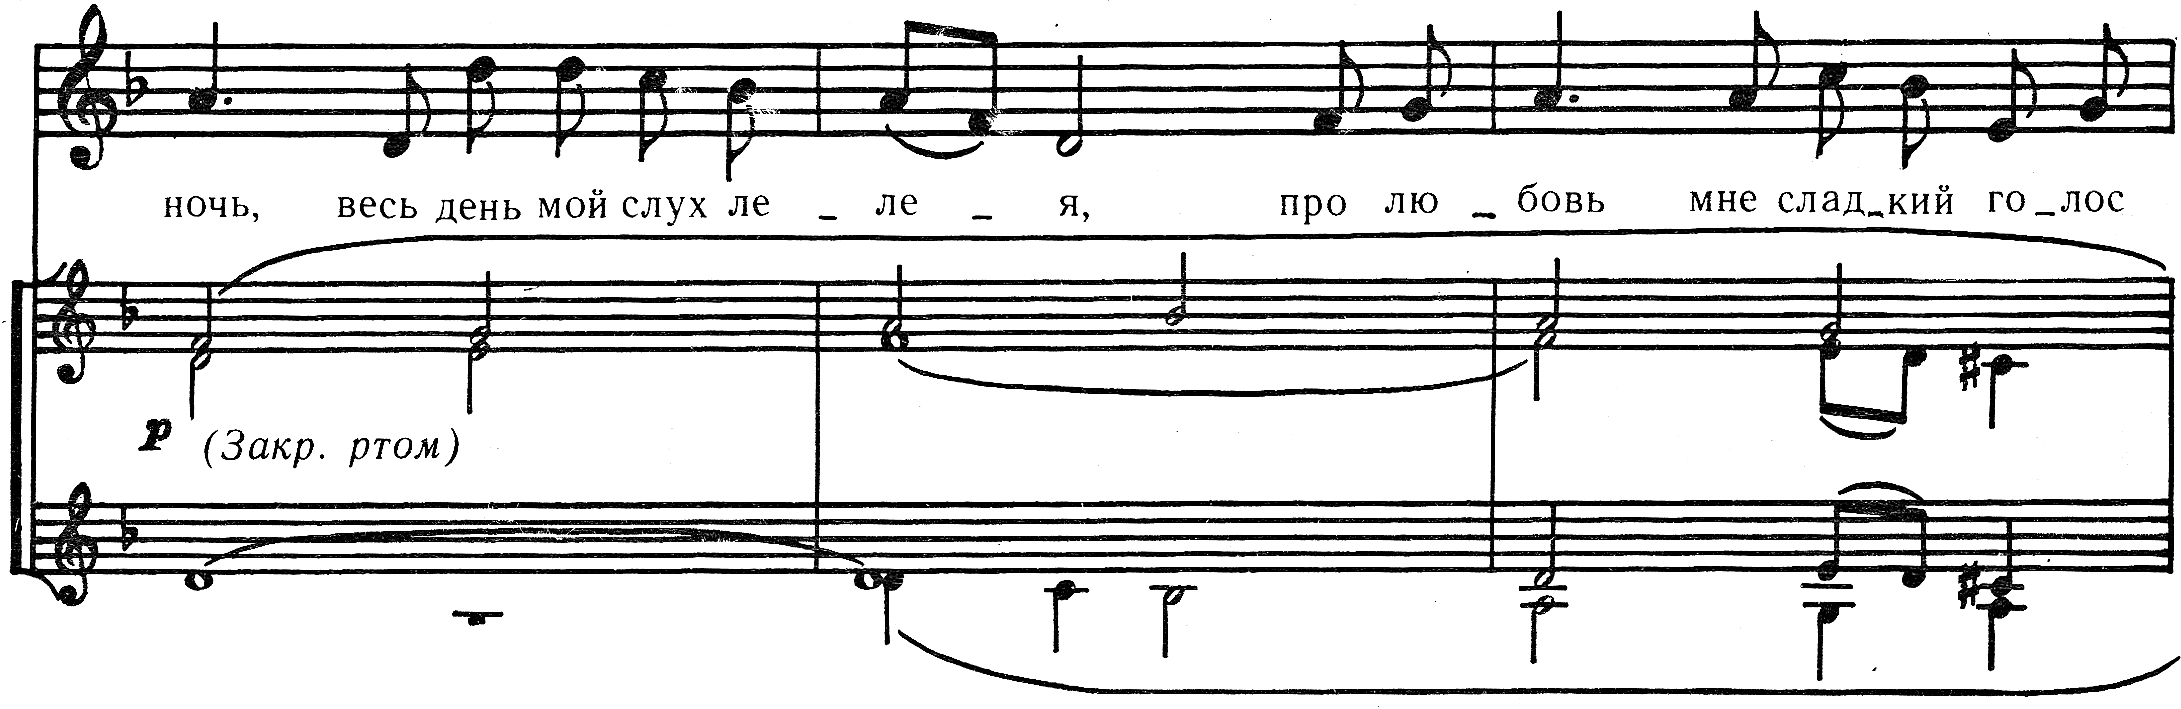 ночь, весь день мой слух ле _ ле _ я, про лю _ бовь мне слад_кий го_лос
p (Закр. ртом)